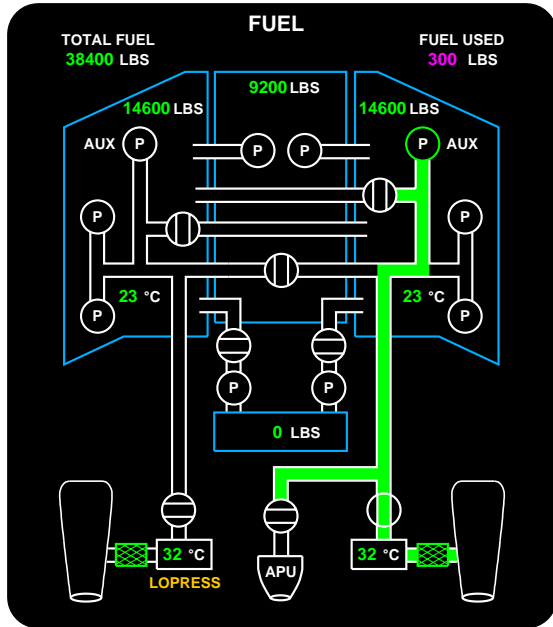 FUEL
TOTAL FUEL
38400 LBS
FUEL USED
300 LBS
9200 LBS
14600 LBS
14600 LBS
AUX P
P P
P AUX
P
P
23 °C
23 °C
P
P
P
P
0 LBS
32 °C
APU
32 °C
LOPRESS